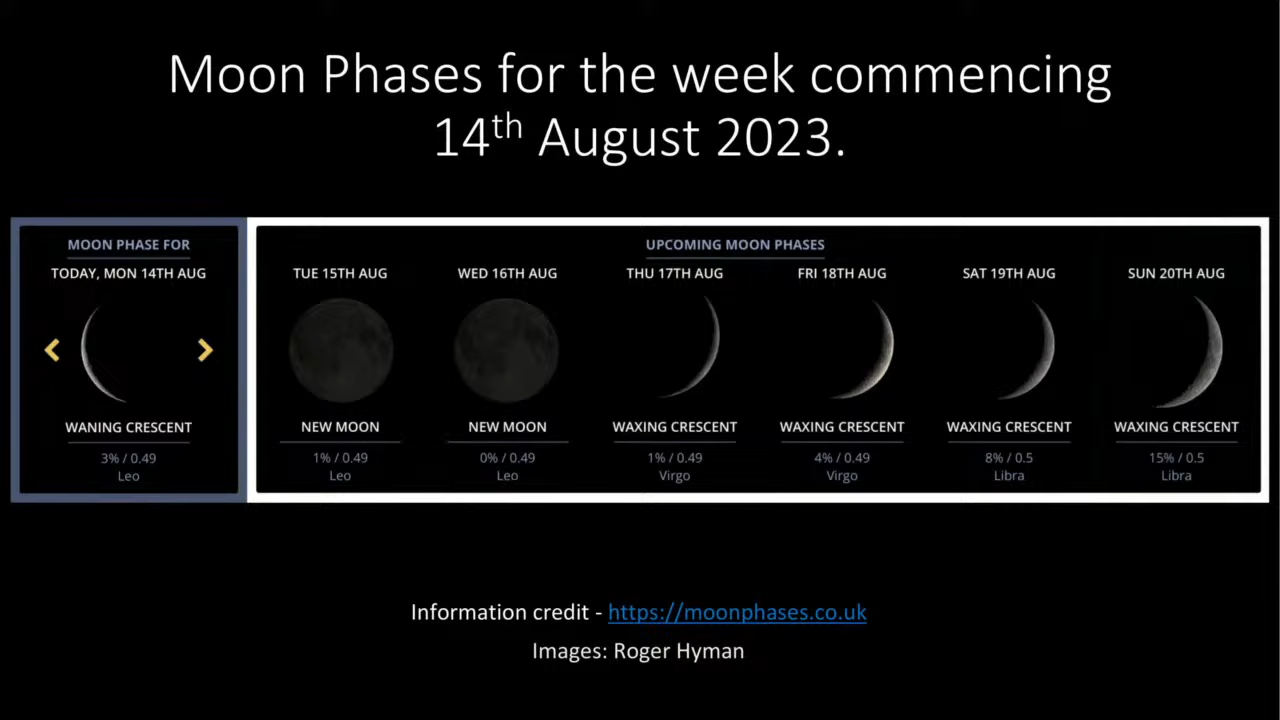 Moon Phases for the week commencing
14th August 2023.
MOON PHASE FOR
TODAY, MON 14TH AUG
WANING CRESCENT
3% / 0.49
Leo
UPCOMING MOON PHASES
TUE 15TH AUG
NEW MOON
1% / 0.49
Leo
WED 16TH AUG
NEW MOON
0% / 0.49
Leo
THU 17TH AUG
WAXING CRESCENT
1% / 0.49
Virgo
FRI 18TH AUG
WAXING CRESCENT
4% / 0.49
Virgo
SAT 19TH AUG
WAXING CRESCENT
8% / 0.5
Libra
SUN 20TH AUG
WAXING CRESCENT
15% / 0.5
Libra
Information credit - https://moonphases.co.uk
Images: Roger Hyman